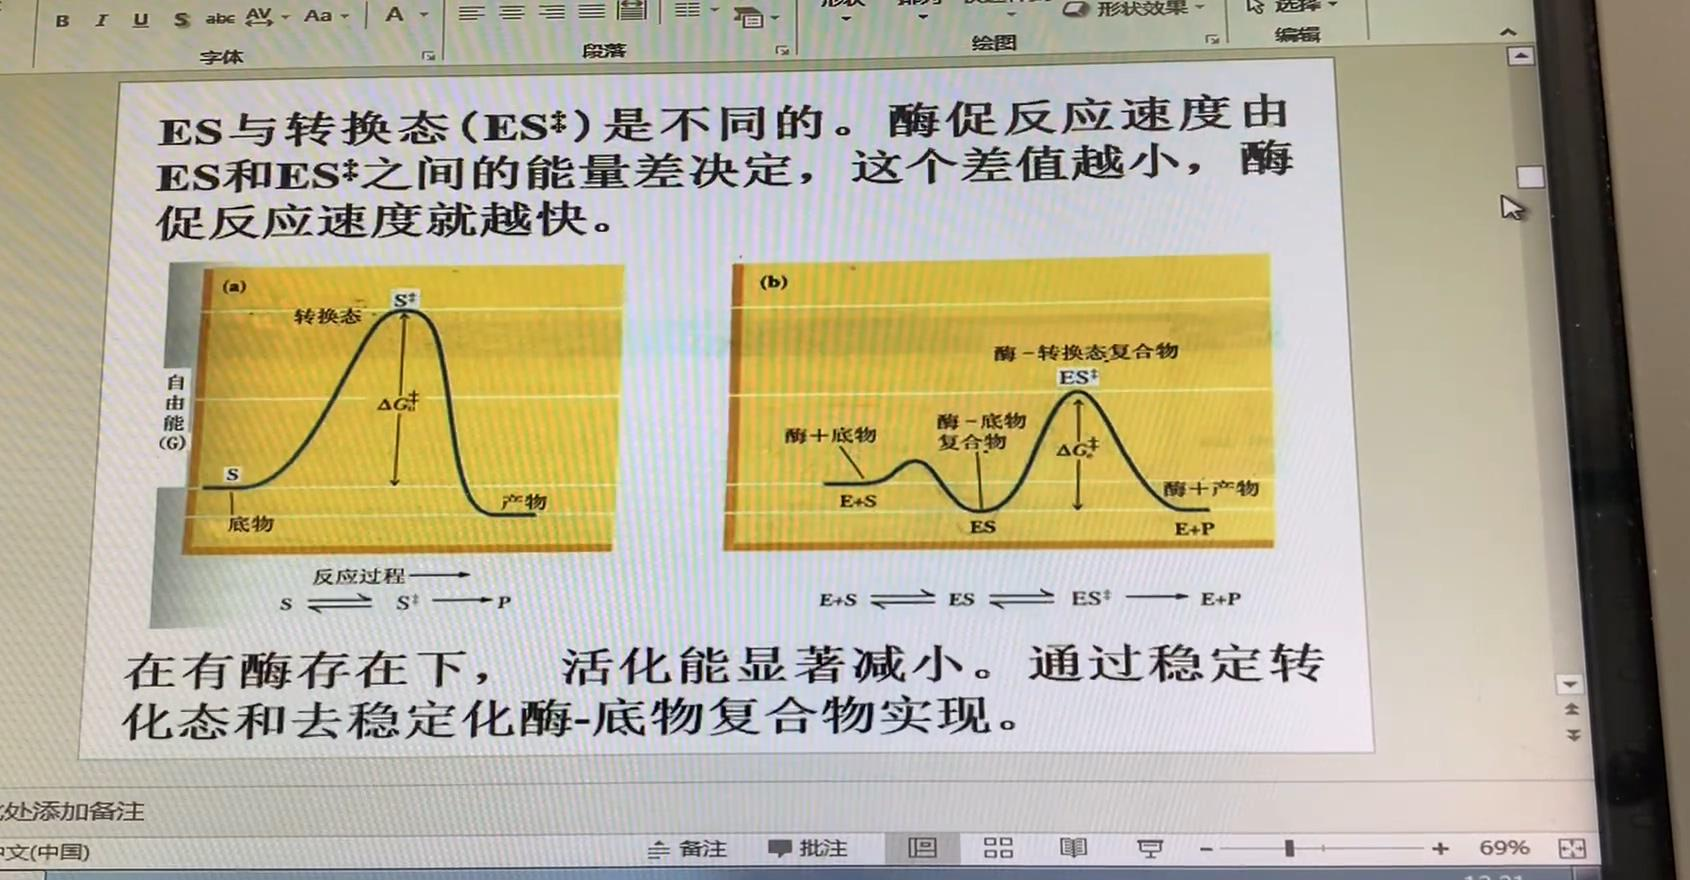 B I U S abc AV Aa A
形状效果
选择
字体
段落
绘图
编辑
ES与转换态(ES‡)是不同的。酶促反应速度由
ES和ES‡之间的能量差决定，这个差值越小，酶
促反应速度就越快。
(a)
S‡
转换态
ΔG‡
自由能(G)
S
底物
产物
反应过程
S S‡ P
(b)
酶-转换态复合物
ES‡
酶-底物
复合物
酶+底物
ΔG‡
E+S
ES
酶+产物
E+P
E+S ES ES‡ E+P
在有酶存在下， 活化能显著减小。通过稳定转
化态和去稳定化酶-底物复合物实现。
处添加备注
中文(中国)
备注 批注 69%